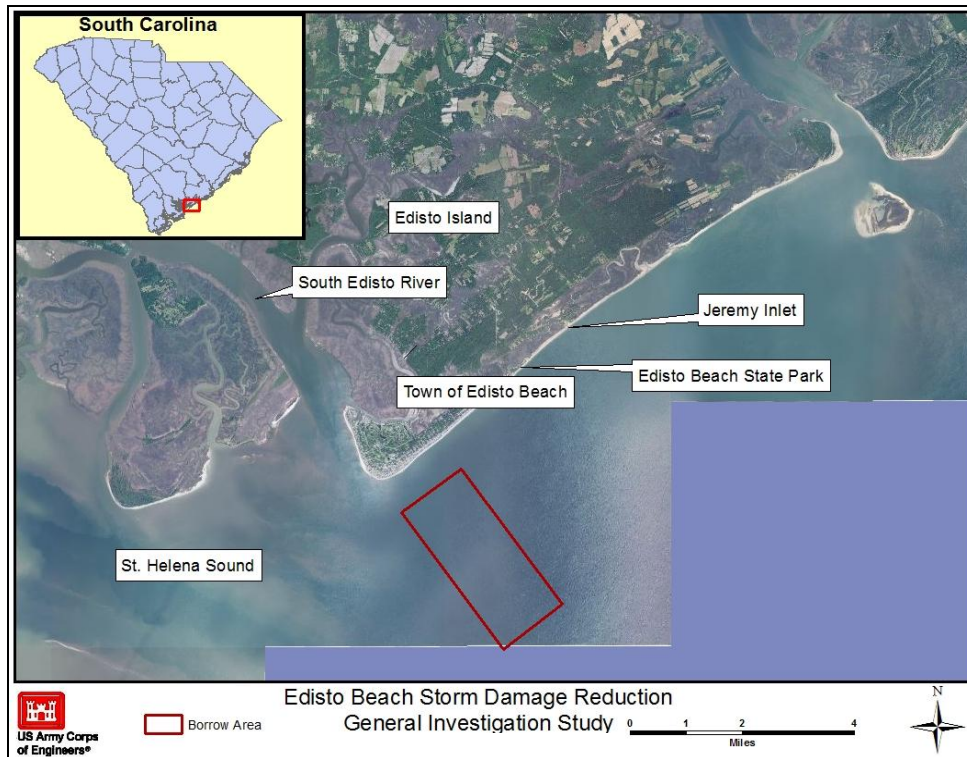 South Carolina
Edisto Island
South Edisto River
Jeremy Inlet
Edisto Beach State Park
Town of Edisto Beach
St. Helena Sound
US Army Corps
of Engineers®
Borrow Area
Edisto Beach Storm Damage Reduction
General Investigation Study
0 1 2 4
Miles
N